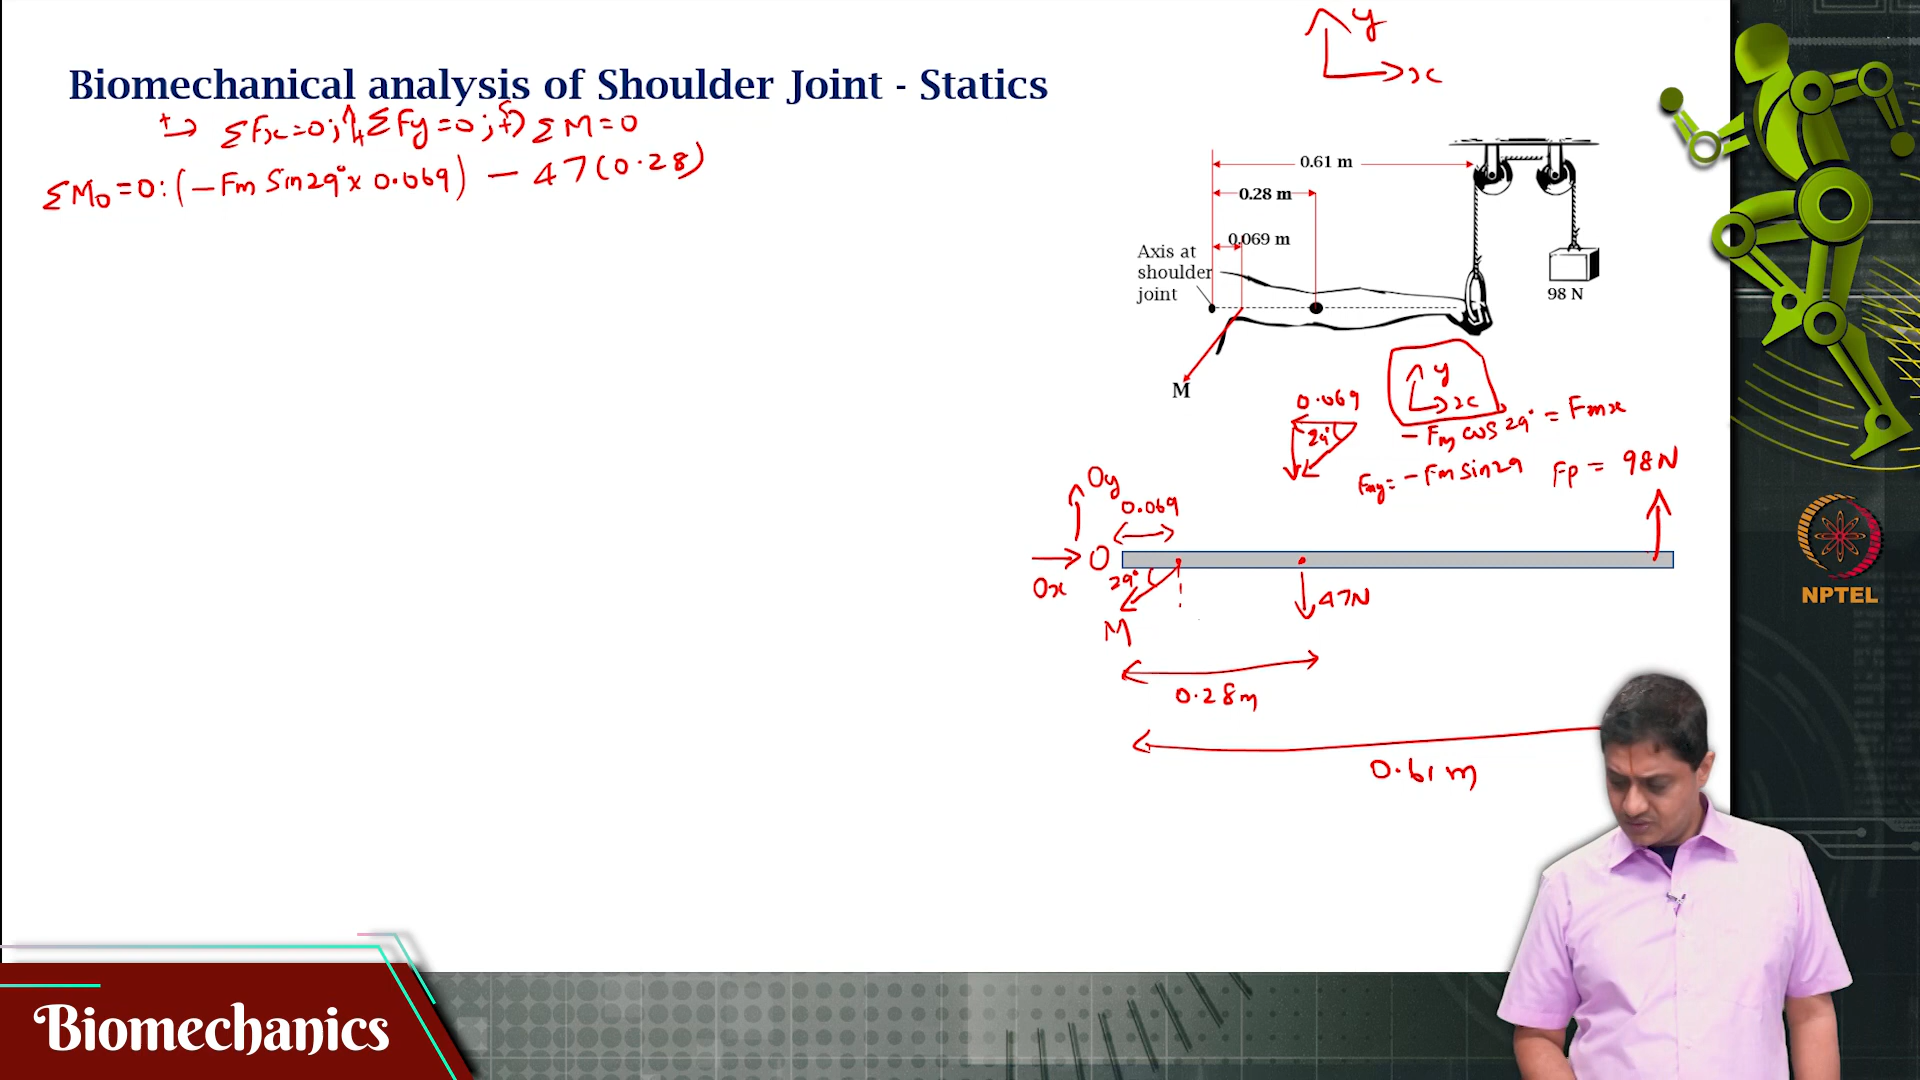 Biomechanical analysis of Shoulder Joint - Statics
ΣFx=0; ΣFy=0; ΣM=0
ΣMo=0: (-Fm Sin29°x 0.069) - 47(0.28)
y
x
0.61 m
0.28 m
0.069 m
Axis at
shoulder
joint
98 N
M
y
x
0.069
29°
- Fm cos 29° = Fmx
Fmy= -Fm sin29
Fp = 98N
Oy
0.069
O
Ox
29°
M
47N
0.28m
0.61 m
NPTEL
Biomechanics